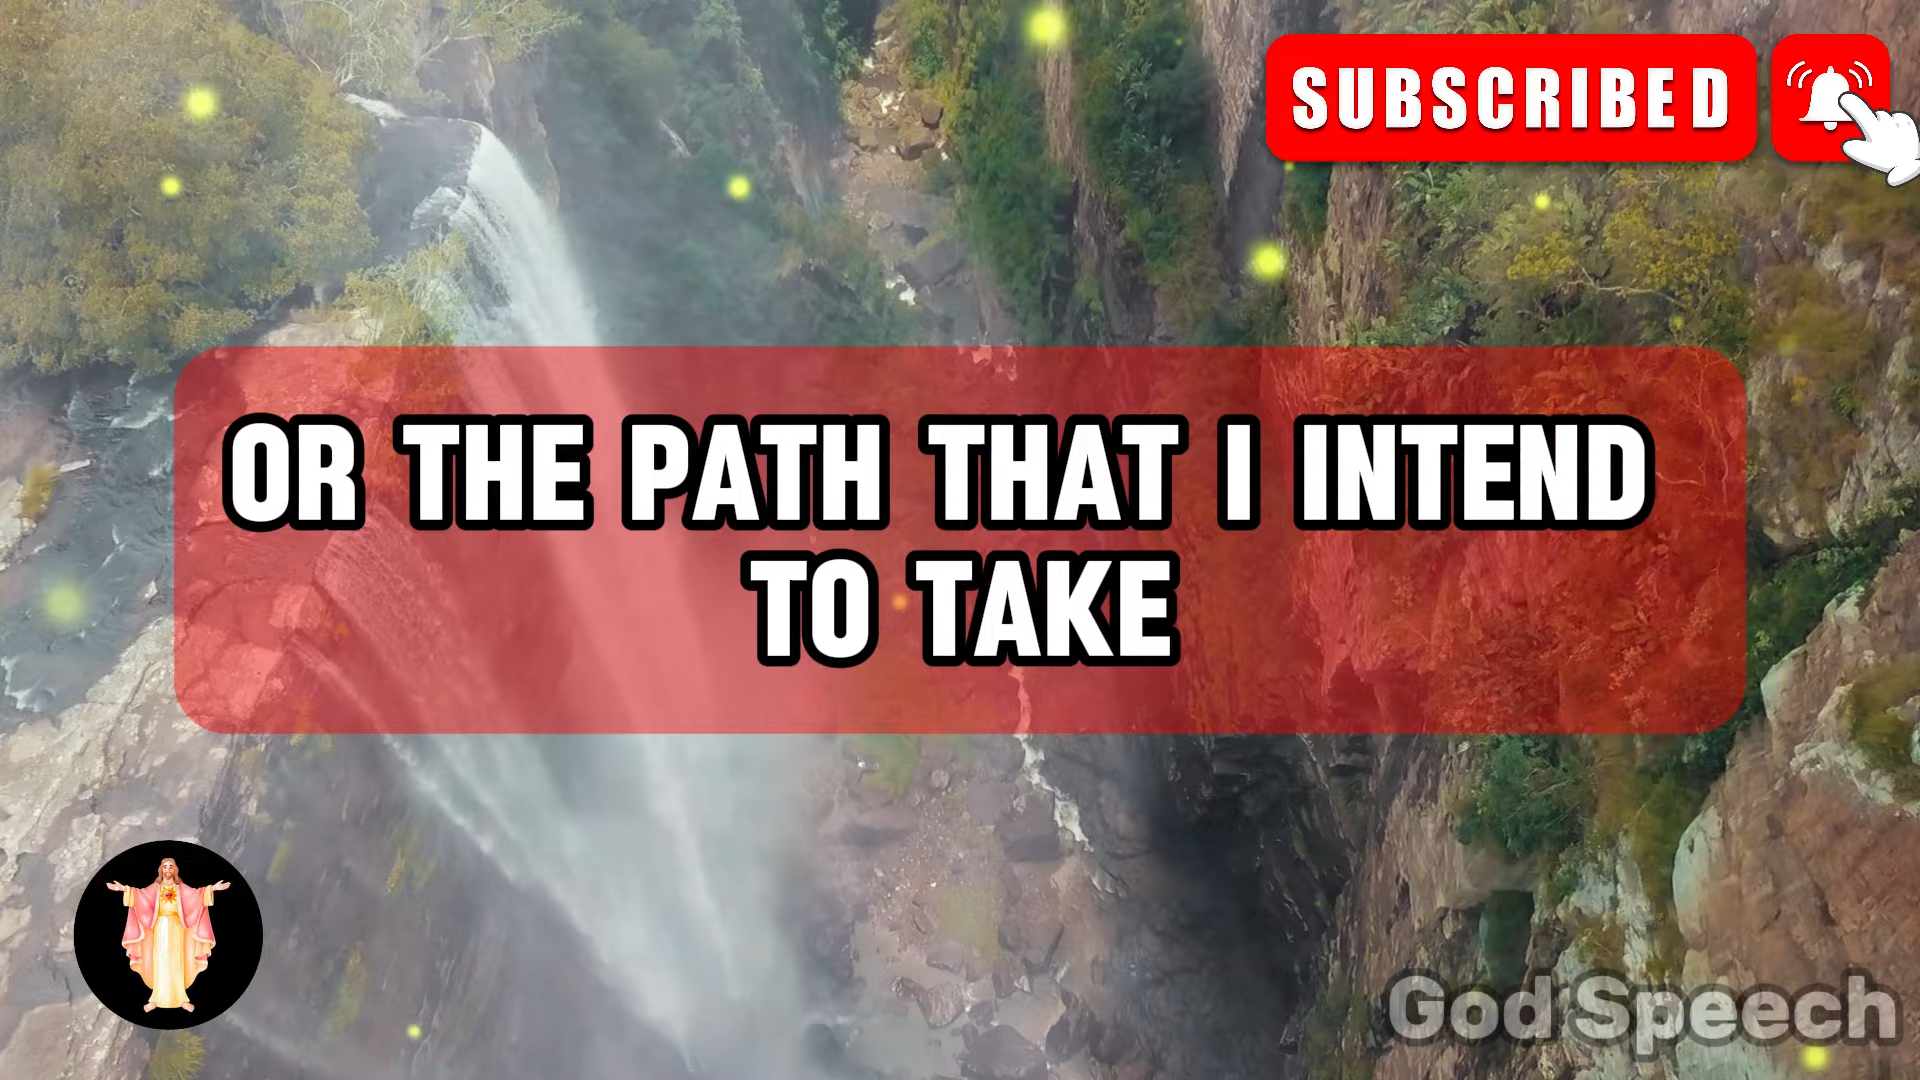 SUBSCRIBED
OR THE PATH THAT I INTEND
TO TAKE
God Speech